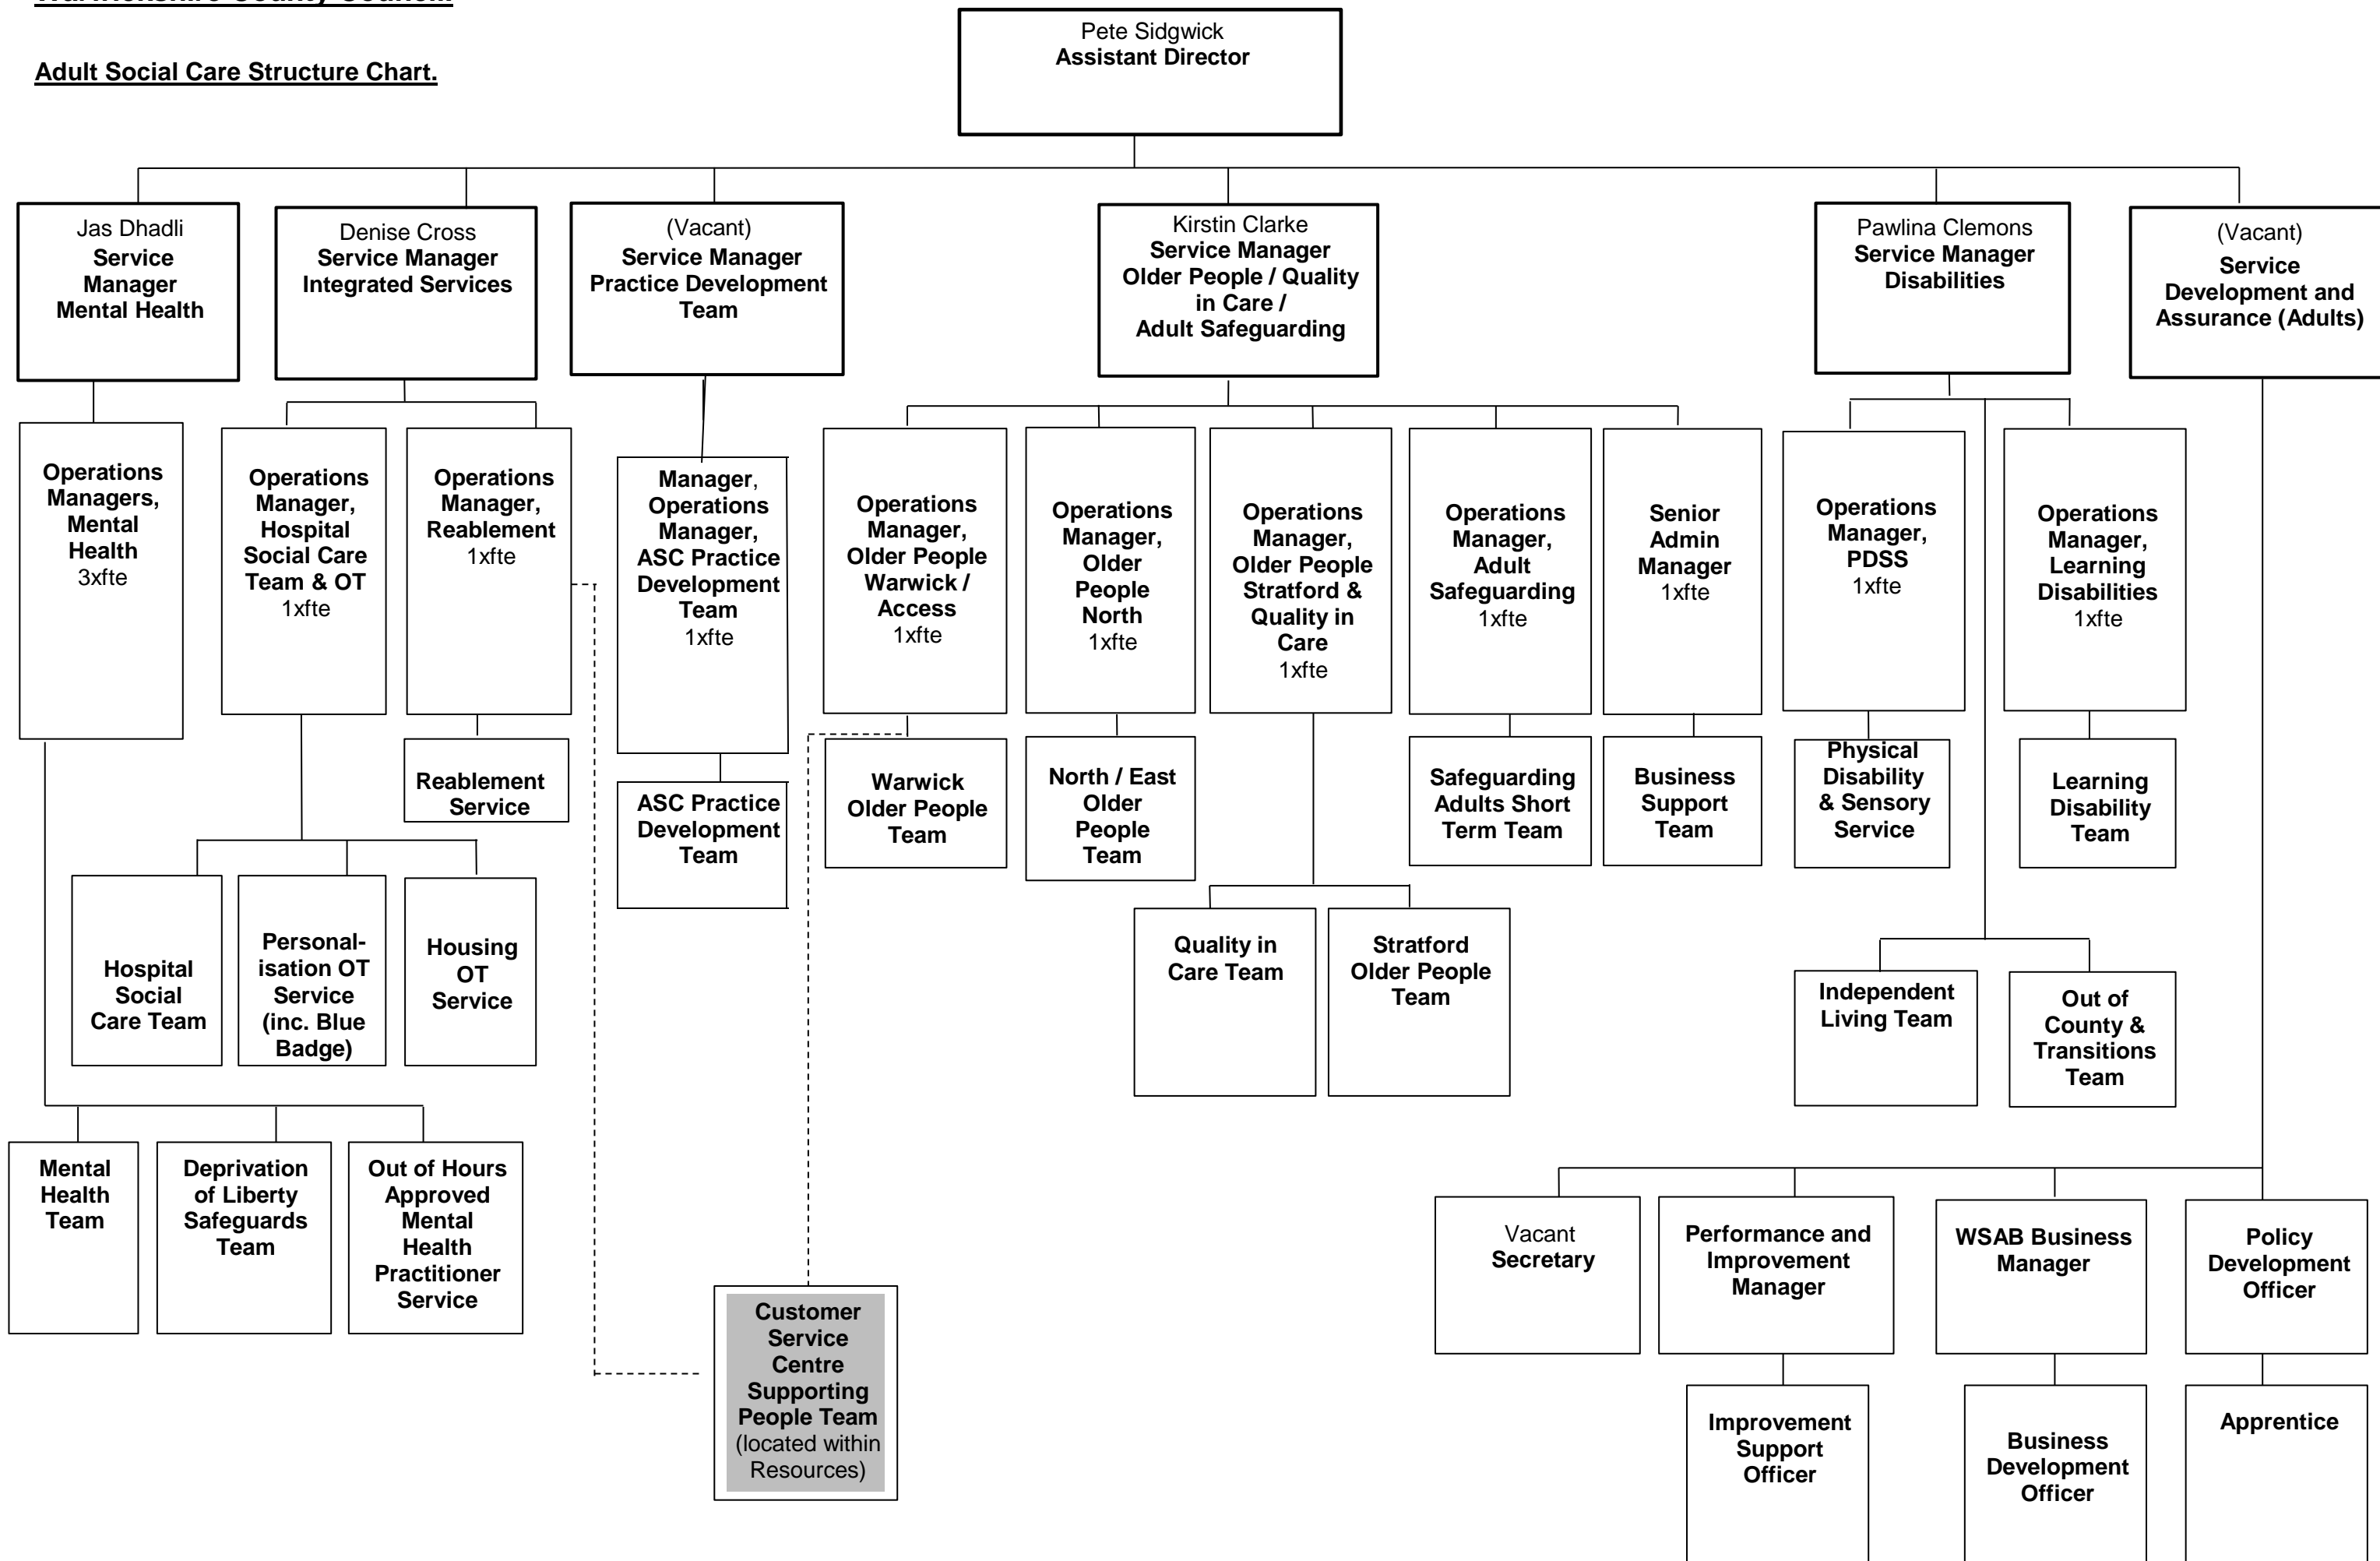 Adult Social Care Structure Chart.
Pete Sidgwick
Assistant Director
Jas Dhadli
Service
Manager
Mental Health
Denise Cross
Service Manager
Integrated Services
(Vacant)
Service Manager
Practice Development
Team
Kirstin Clarke
Service Manager
Older People / Quality
in Care /
Adult Safeguarding
Pawlina Clemons
Service Manager
Disabilities
(Vacant)
Service
Development and
Assurance (Adults)
Operations
Managers,
Mental
Health
3xfte
Operations
Manager,
Hospital
Social Care
Team & OT
1xfte
Operations
Manager,
Reablement
1xfte
Manager,
Operations
Manager,
ASC Practice
Development
Team
1xfte
Operations
Manager,
Older People
Warwick /
Access
1xfte
Operations
Manager,
Older
People
North
1xfte
Operations
Manager,
Older People
Stratford &
Quality in
Care
1xfte
Operations
Manager,
Adult
Safeguarding
1xfte
Senior
Admin
Manager
1xfte
Operations
Manager,
PDSS
1xfte
Operations
Manager,
Learning
Disabilities
1xfte
Reablement
Service
ASC Practice
Development
Team
Warwick
Older People
Team
North / East
Older
People
Team
Safeguarding
Adults Short
Term Team
Business
Support
Team
Physical
Disability
& Sensory
Service
Learning
Disability
Team
Hospital
Social
Care Team
Personal-
isation OT
Service
(inc. Blue
Badge)
Housing
OT
Service
Quality in
Care Team
Stratford
Older People
Team
Independent
Living Team
Out of
County &
Transitions
Team
Mental
Health
Team
Deprivation
of Liberty
Safeguards
Team
Out of Hours
Approved
Mental
Health
Practitioner
Service
Customer
Service
Centre
Supporting
People Team
(located within
Resources)
Vacant
Secretary
Performance and
Improvement
Manager
WSAB Business
Manager
Policy
Development
Officer
Improvement
Support
Officer
Business
Development
Officer
Apprentice